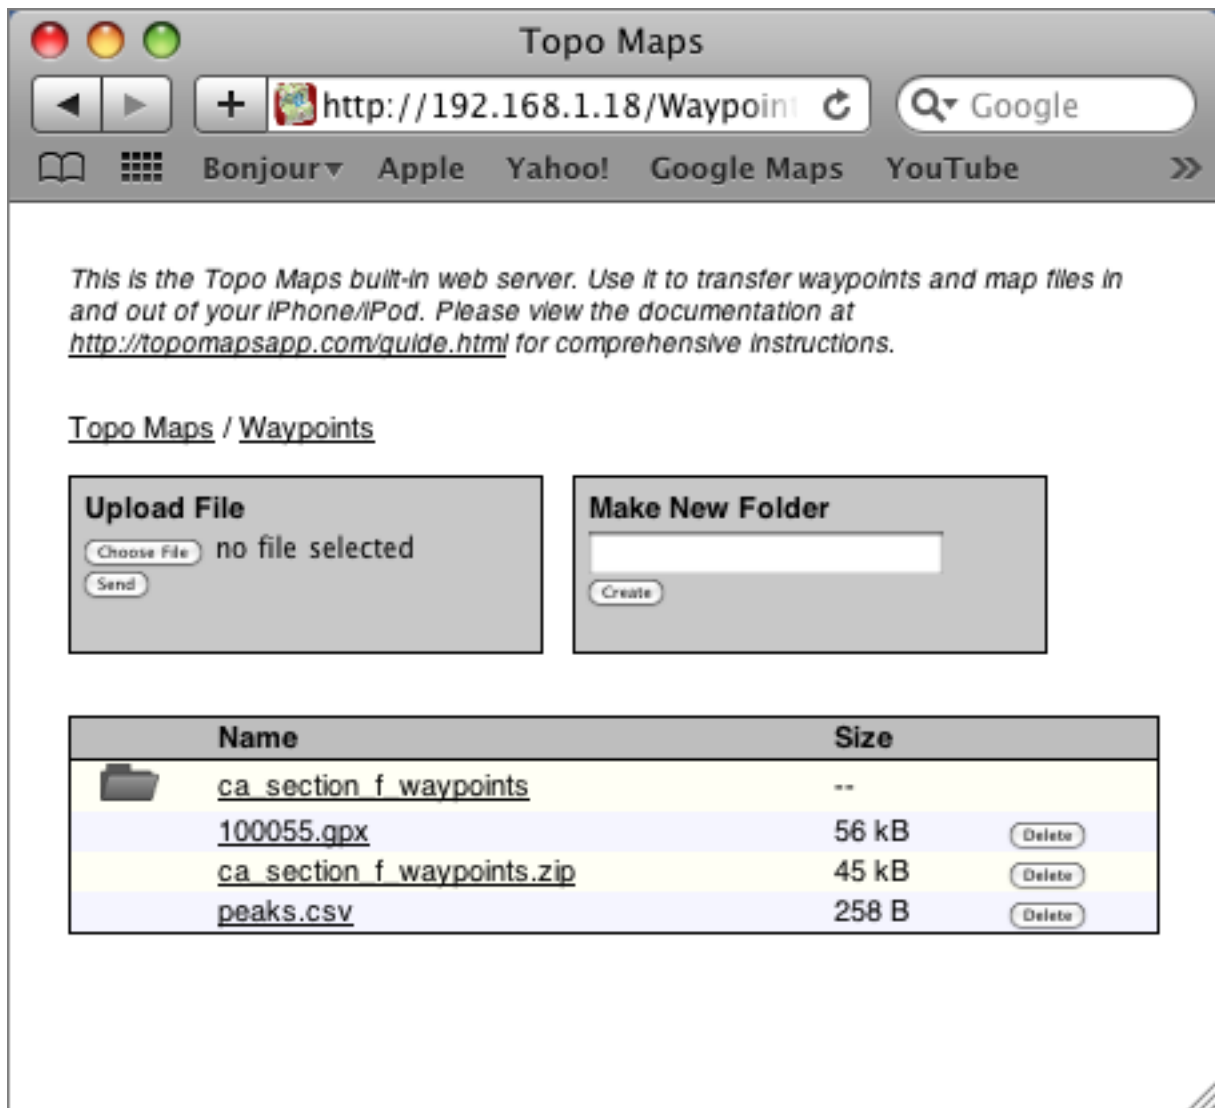 Topo Maps
http://192.168.1.18/Waypoint
Google
Bonjour Apple Yahoo! Google Maps YouTube
This is the Topo Maps built-in web server. Use it to transfer waypoints and map files in
and out of your iPhone/iPod. Please view the documentation at
http://topomapsapp.com/guide.html for comprehensive instructions.
Topo Maps / Waypoints
Upload File
Choose File no file selected
Send
Make New Folder
Create
Name Size
ca_section_f_waypoints --
100055.gpx 56 kB Delete
ca_section_f_waypoints.zip 45 kB Delete
peaks.csv 258 B Delete